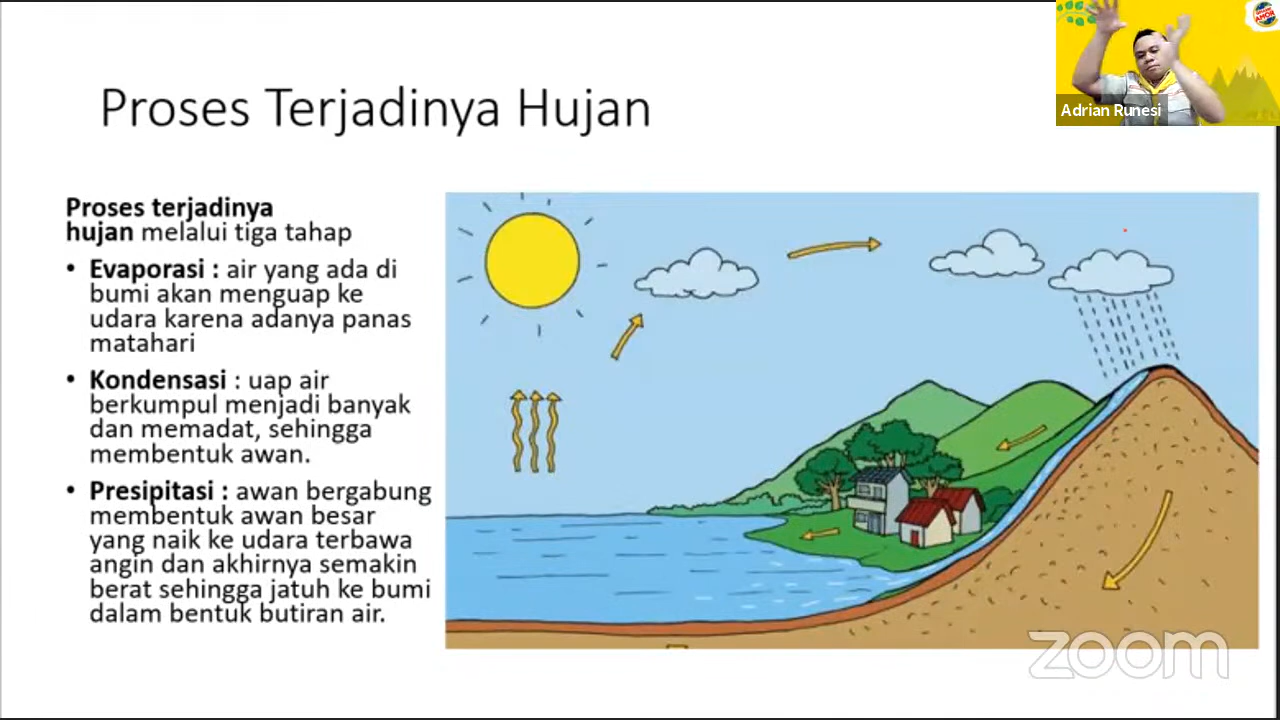 Proses Terjadinya Hujan
Adrian Runesi
Proses terjadinya
hujan melalui tiga tahap
• Evaporasi : air yang ada di
bumi akan menguap ke
udara karena adanya panas
matahari
• Kondensasi : uap air
berkumpul menjadi banyak
dan memadat, sehingga
membentuk awan.
• Presipitasi : awan bergabung
membentuk awan besar
yang naik ke udara terbawa
angin dan akhirnya semakin
berat sehingga jatuh ke bumi
dalam bentuk butiran air.
zoom